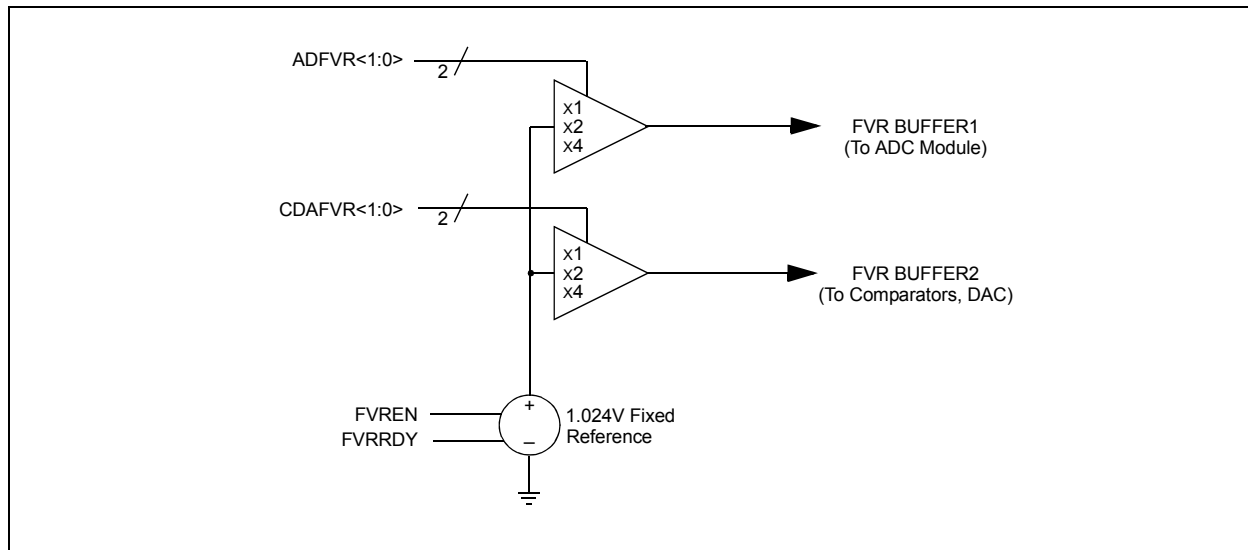 ADFVR<1:0>
2
X1
X2
X4
FVR BUFFER1
(To ADC Module)
CDAFVR<1:0>
2
X1
X2
X4
FVR BUFFER2
(To Comparators, DAC)
FVREN
FVRRDY
+
_
1.024V Fixed
Reference